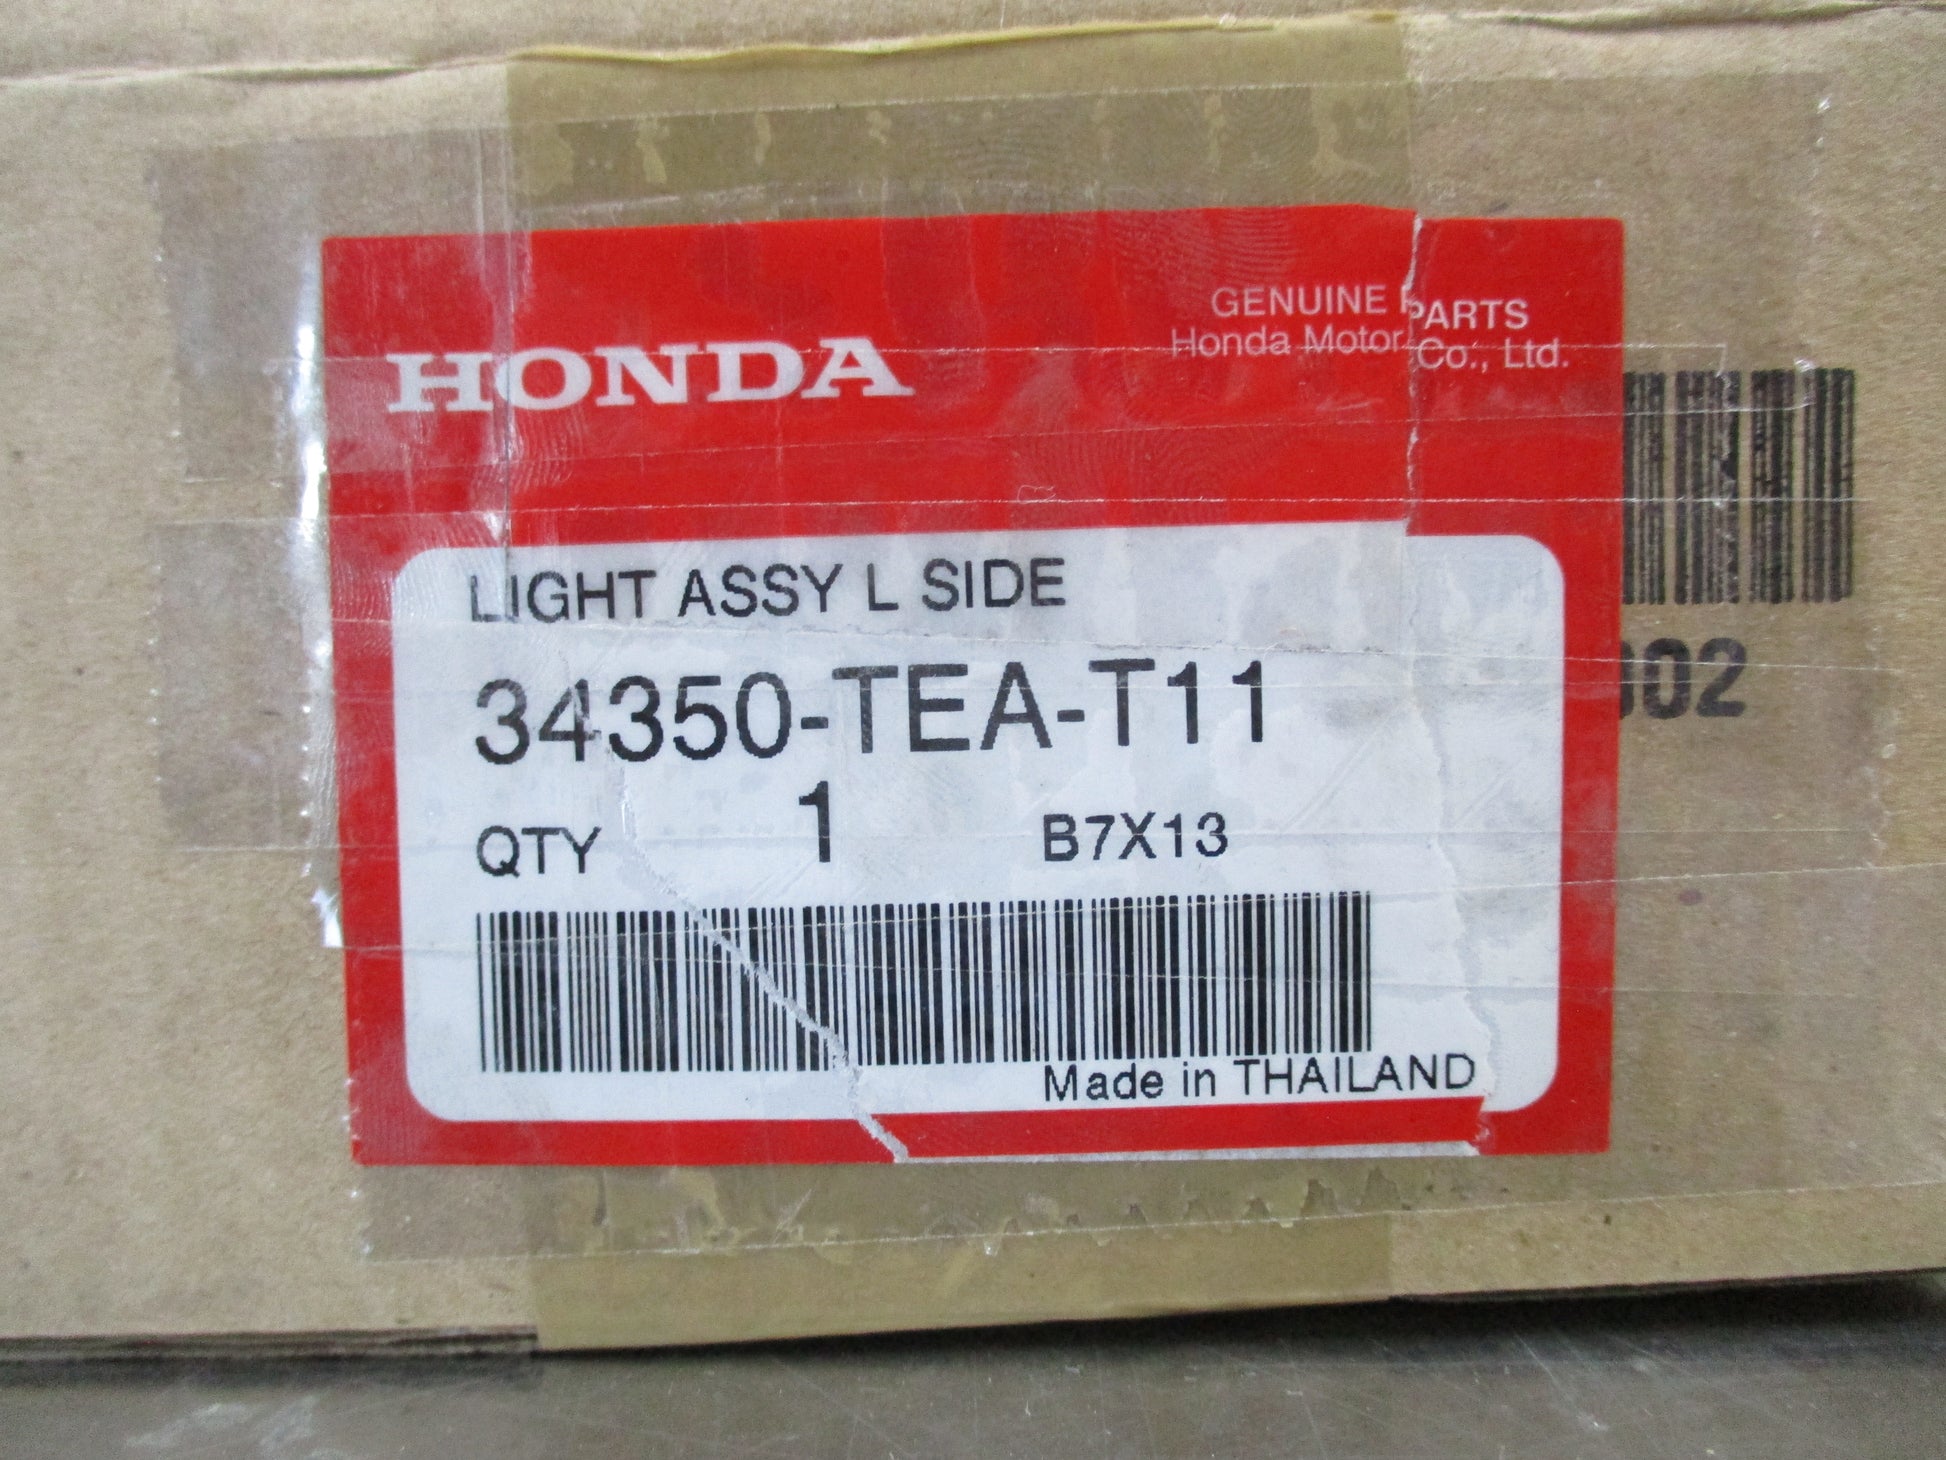 HONDA
GENUINE PARTS
Honda Motor Co., Ltd.
LIGHT ASSY L SIDE
34350-TEA-T11
QTY 1 B7X13
Made in THAILAND